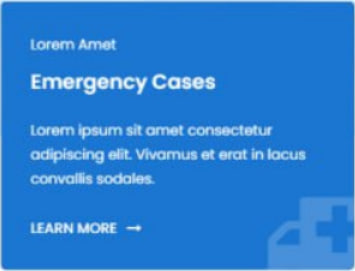 Lorem Amet
Emergency Cases
Lorem ipsum sit amet consectetur
adipiscing elit. Vivamus et erat in lacus
convallis sodales.
LEARN MORE →